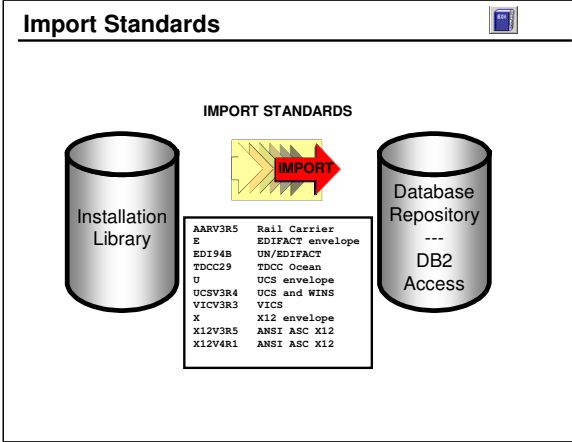 Import Standards
EDI
IMPORT STANDARDS
IMPORT
Installation
Library
AARV3R5 Rail Carrier
E EDIFACT envelope
EDI94B UN/EDIFACT
TDCC29 TDCC Ocean
U UCS envelope
UCSV3R4 UCS and WINS
VICV3R3 VICS
X X12 envelope
X12V3R5 ANSI ASC X12
X12V4R1 ANSI ASC X12
Database
Repository
---
DB2
Access